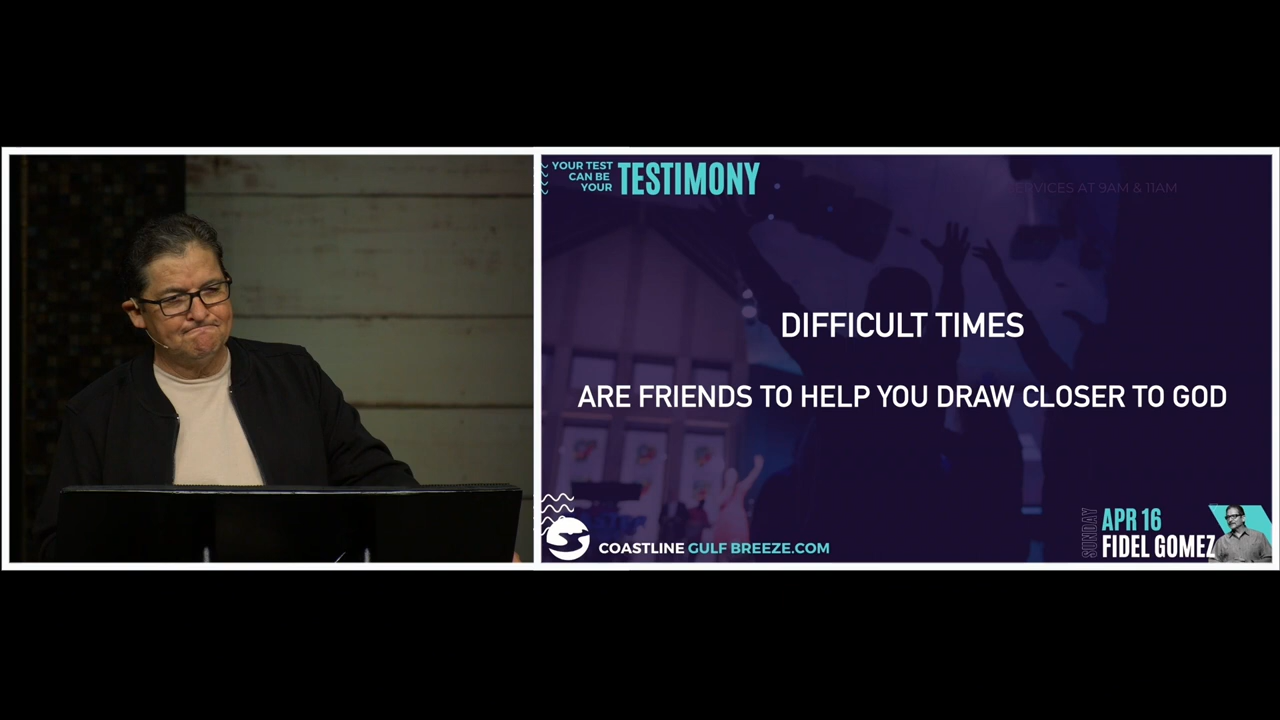 YOUR TEST
CAN BE
YOUR
TESTIMONY
SERVICES AT 9AM & 11AM
DIFFICULT TIMES
ARE FRIENDS TO HELP YOU DRAW CLOSER TO GOD
COASTLINE GULF BREEZE.COM
SUNDAY
APR 16
FIDEL GOMEZ